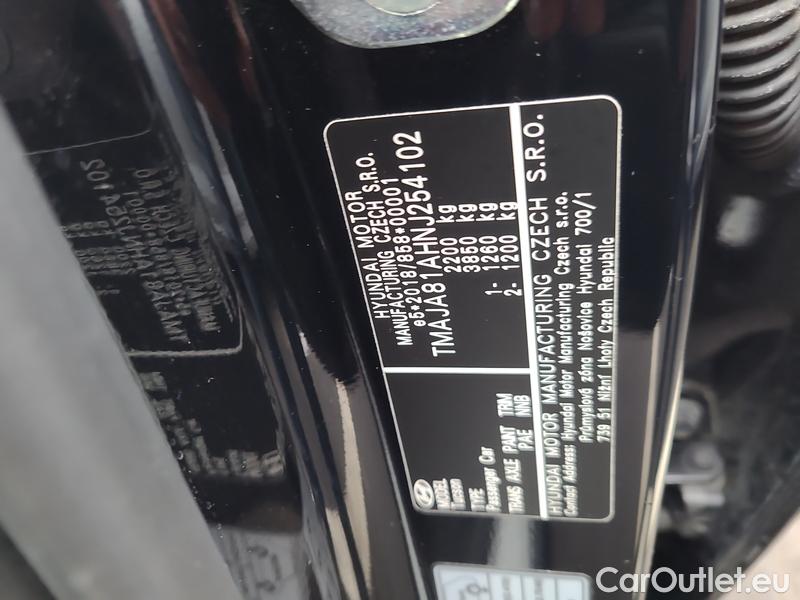 HYUNDAI MOTOR
MANUFACTURING CZECH S.R.O.
e5*2018/858*00001
TMAJA81AHNJ254102
2200 kg
3850 kg
1- 1260 kg
2- 1200 kg
MODEL
Tucson
TYPE
Passenger Car
TRANS AXLE PAINT TRM
PAE NNB
HYUNDAI MOTOR MANUFACTURING CZECH S.R.O.
Contact Address: Hyundai Motor Manufacturing Czech s.r.o.
Průmyslová zóna Nošovice Hyundai 700/1
739 51 Nižní Lhoty Czech Republic
CarOutlet.eu